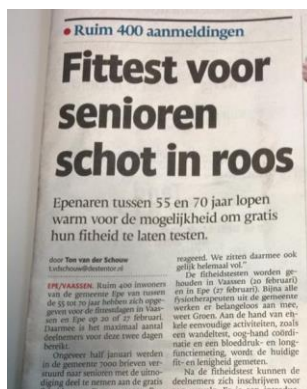 • Ruim 400 aanmeldingen
Fittest voor
senioren
schot in roos
Epenaren tussen 55 en 70 jaar lopen
warm voor de mogelijkheid om gratis
hun fitheid te laten testen.
door Ton van der Schouw
t.vdschouw@destentor.nl
EPE/VAASSEN. Ruim 400 inwoners
van de gemeente Epe van tussen
de 55 tot 70 jaar hebben zich opge-
geven voor de fitnessdagen in Vaas-
sen en Epe op 20 of 27 februari.
Daarmee is het maximaal aantal
deelnemers voor deze twee dagen
bereikt.
Ongeveer half januari werden
in de gemeente 7000 brieven ver-
stuurd naar senioren met de uitno-
diging deel te nemen aan de gratis
reageerd. We zitten daarmee ook
gelijk helemaal vol.”
De fitheidstesten worden ge-
houden in Vaassen (20 februari)
en in Epe (27 februari). Bijna alle
fysiotherapeuten uit de gemeente
werken er belangeloos aan mee,
weet Groen. Aan de hand van en-
kele eenvoudige activiteiten, zoals
een wandeltest, oog-hand coördi-
natie en een bloeddruk- en long-
functiemeting, wordt de huidige
fit- en lenigheid gemeten.
Na de fitheidstest kunnen de
deelnemers zich inschrijven voor